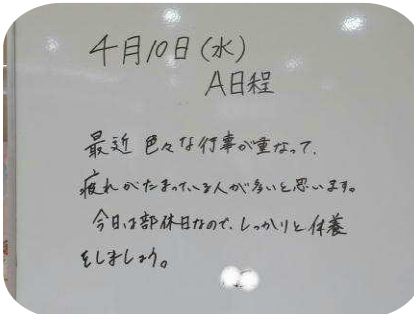 4月10日(水)
A日程
最近 色々な行事が重なって、
疲れがたまっている人が多いと思います。
今日は部休日なので、しっかりと休養
をしましょう。